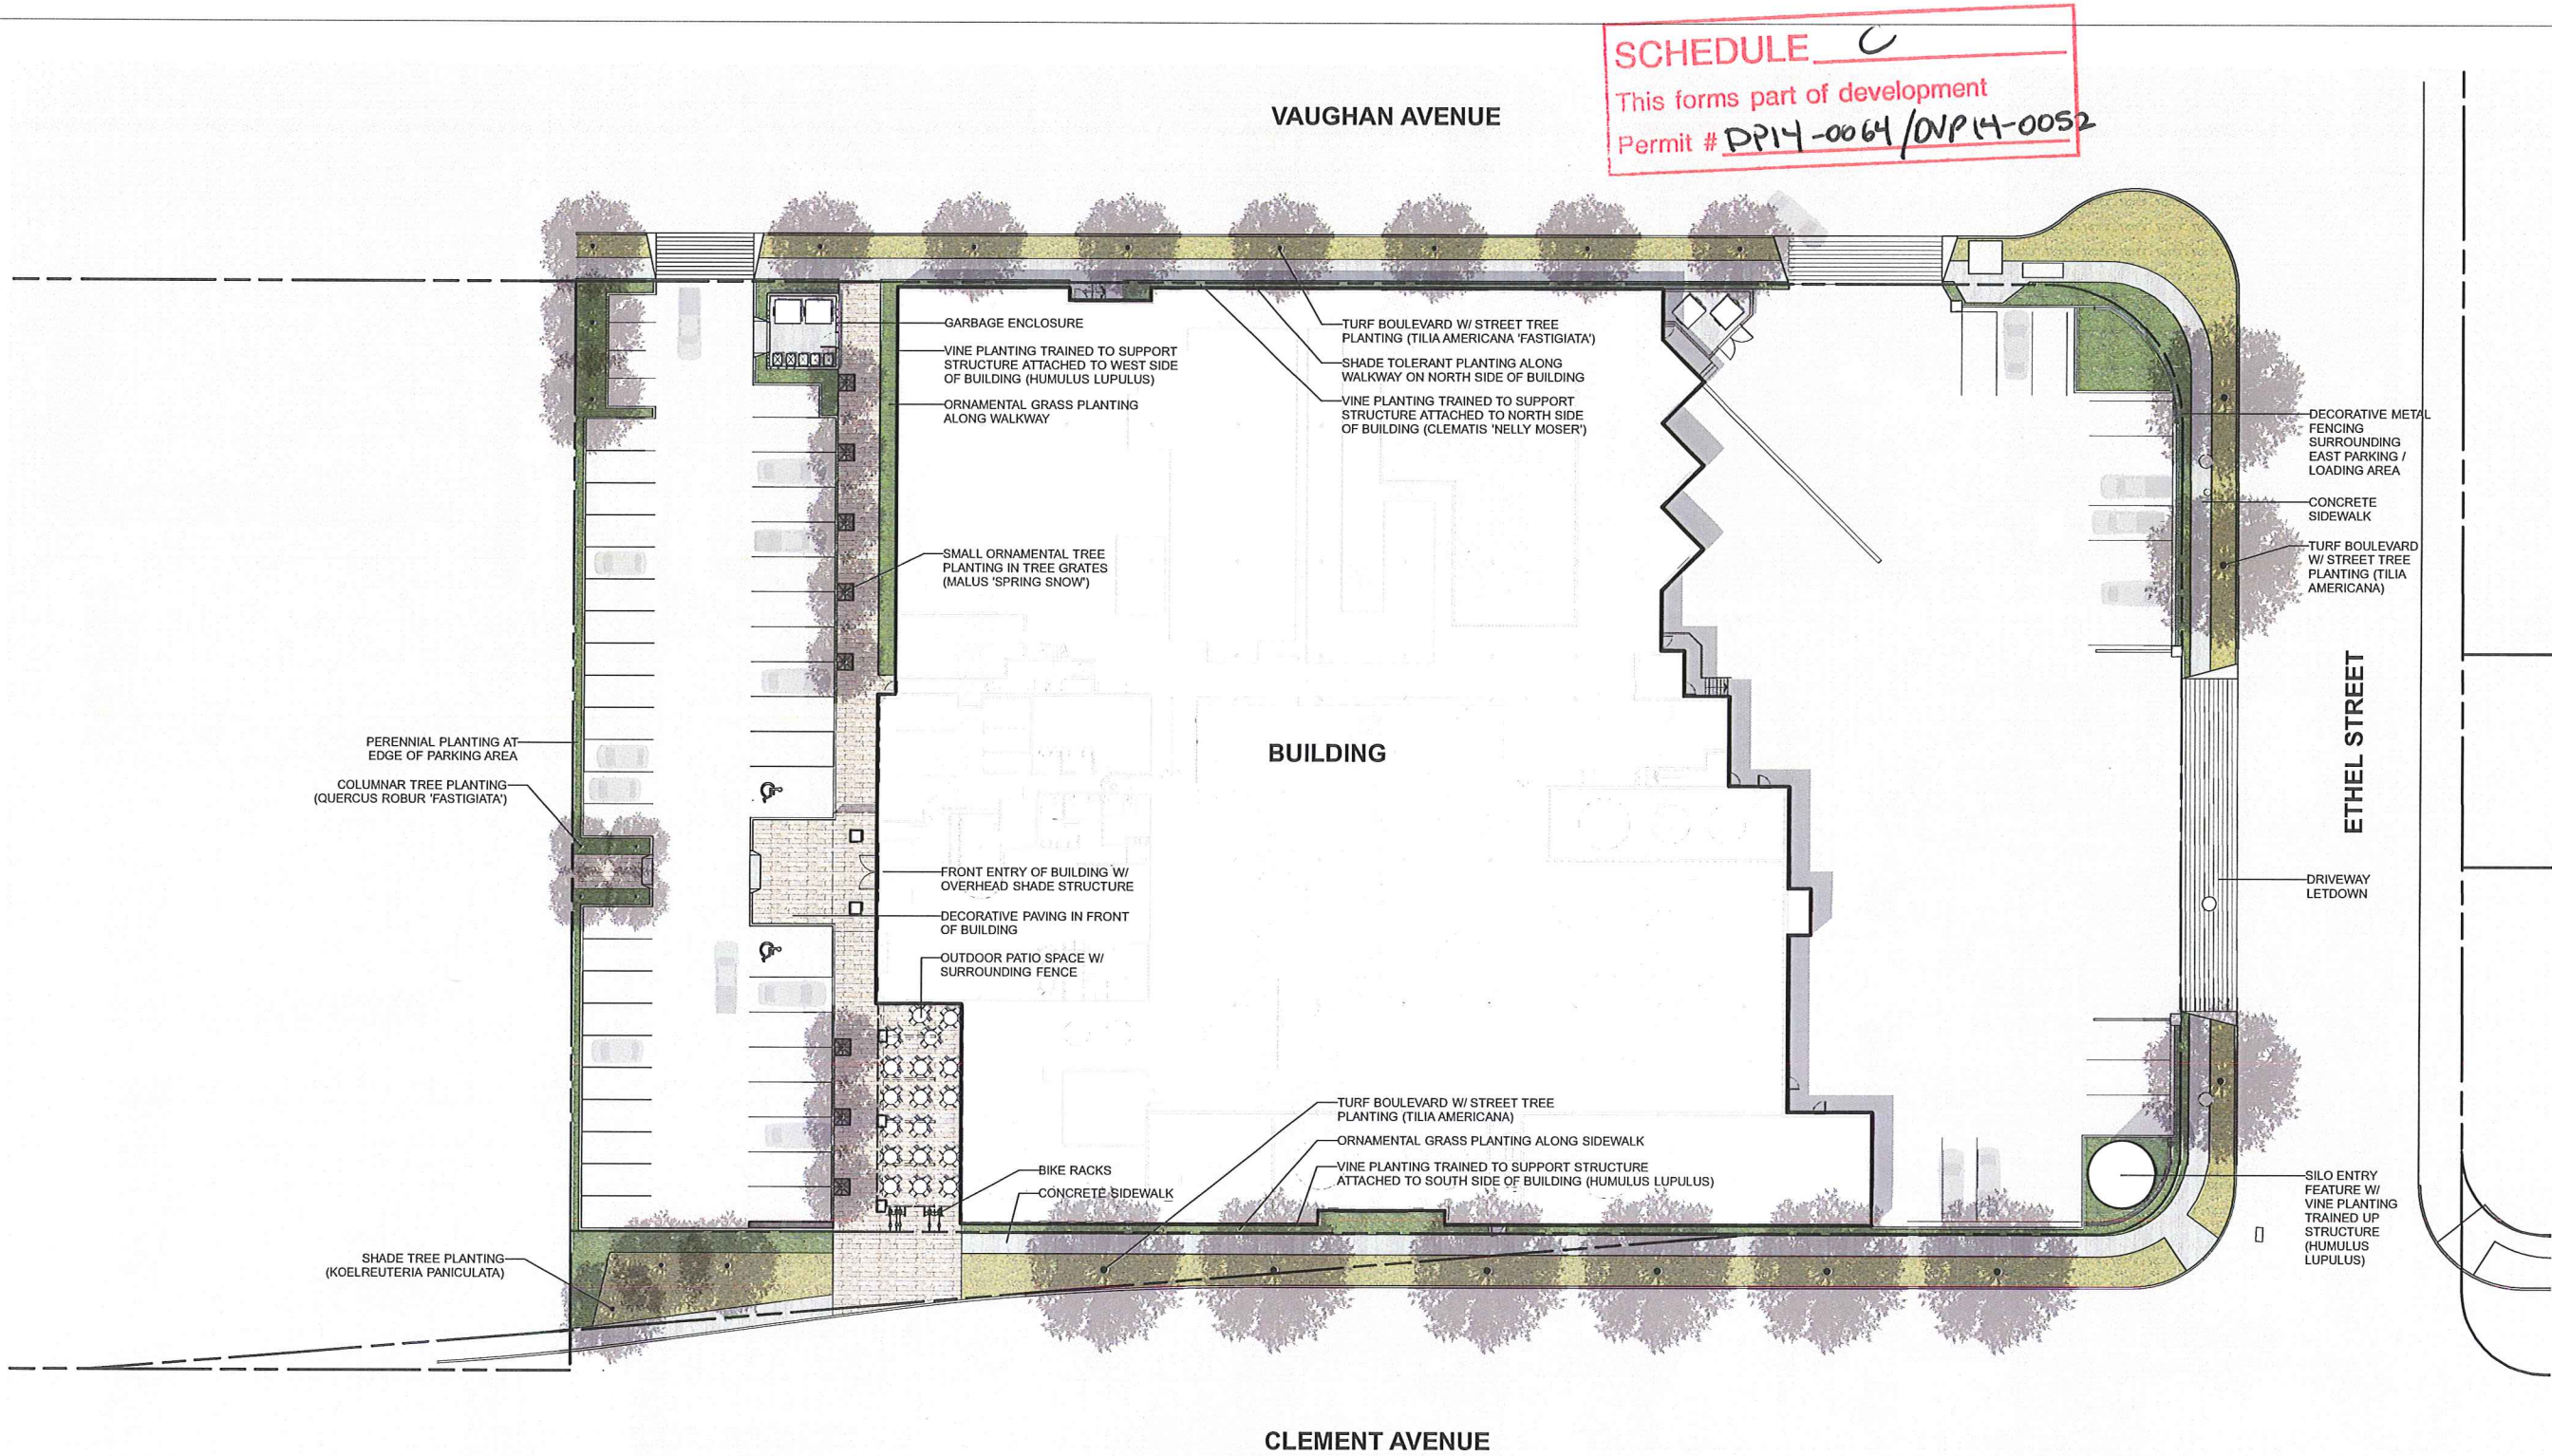 SCHEDULE C
This forms part of development
Permit # DP14-0064/DVP14-0052
VAUGHAN AVENUE
GARBAGE ENCLOSURE
VINE PLANTING TRAINED TO SUPPORT
STRUCTURE ATTACHED TO WEST SIDE
OF BUILDING (HUMULUS LUPULUS)
ORNAMENTAL GRASS PLANTING
ALONG WALKWAY
TURF BOULEVARD W/ STREET TREE
PLANTING (TILIA AMERICANA 'FASTIGIATA')
SHADE TOLERANT PLANTING ALONG
WALKWAY ON NORTH SIDE OF BUILDING
VINE PLANTING TRAINED TO SUPPORT
STRUCTURE ATTACHED TO NORTH SIDE
OF BUILDING (CLEMATIS 'NELLY MOSER')
DECORATIVE METAL
FENCING
SURROUNDING
EAST PARKING /
LOADING AREA
CONCRETE
SIDEWALK
TURF BOULEVARD
W/ STREET TREE
PLANTING (TILIA
AMERICANA)
SMALL ORNAMENTAL TREE
PLANTING IN TREE GRATES
(MALUS 'SPRING SNOW')
ETHEL STREET
PERENNIAL PLANTING AT
EDGE OF PARKING AREA
COLUMNAR TREE PLANTING
(QUERCUS ROBUR 'FASTIGIATA')
BUILDING
FRONT ENTRY OF BUILDING W/
OVERHEAD SHADE STRUCTURE
DECORATIVE PAVING IN FRONT
OF BUILDING
OUTDOOR PATIO SPACE W/
SURROUNDING FENCE
DRIVEWAY
LETDOWN
TURF BOULEVARD W/ STREET TREE
PLANTING (TILIA AMERICANA)
ORNAMENTAL GRASS PLANTING ALONG SIDEWALK
VINE PLANTING TRAINED TO SUPPORT STRUCTURE
ATTACHED TO SOUTH SIDE OF BUILDING (HUMULUS LUPULUS)
BIKE RACKS
CONCRETE SIDEWALK
SILO ENTRY
FEATURE W/
VINE PLANTING
TRAINED UP
STRUCTURE
(HUMULUS
LUPULUS)
SHADE TREE PLANTING
(KOELREUTERIA PANICULATA)
CLEMENT AVENUE